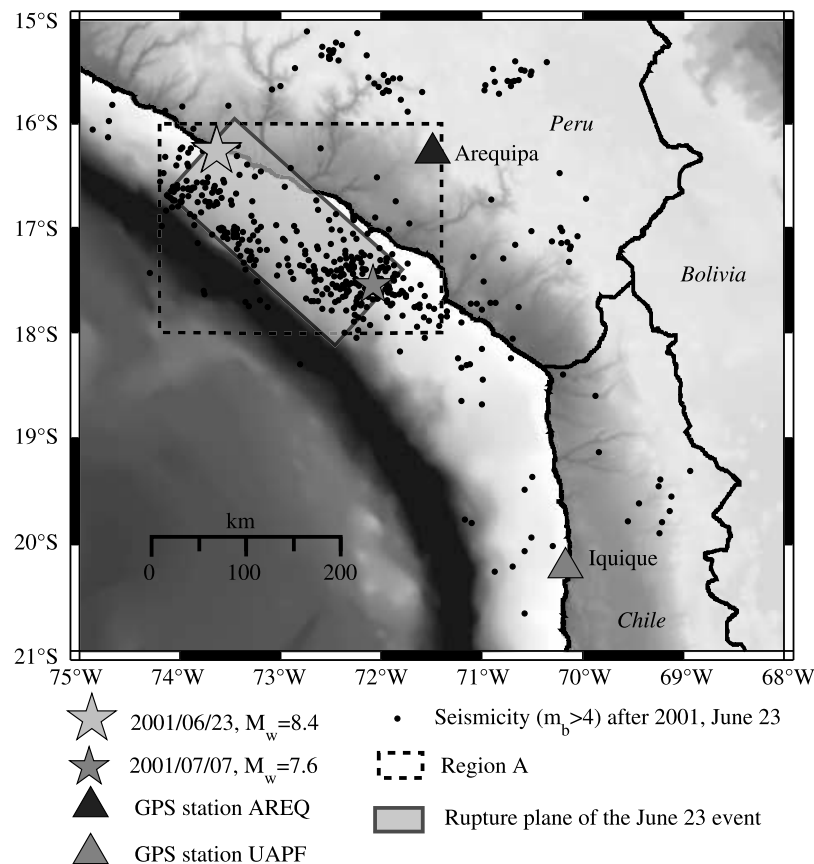 15°S
16°S
17°S
18°S
19°S
20°S
21°S
Peru
Arequipa
Bolivia
km
0 100 200
Iquique
Chile
75°W 74°W 73°W 72°W 71°W 70°W 69°W 68°W
2001/06/23, Mw=8.4
2001/07/07, Mw=7.6
GPS station AREQ
GPS station UAPF
Seismicity (mb>4) after 2001, June 23
Region A
Rupture plane of the June 23 event